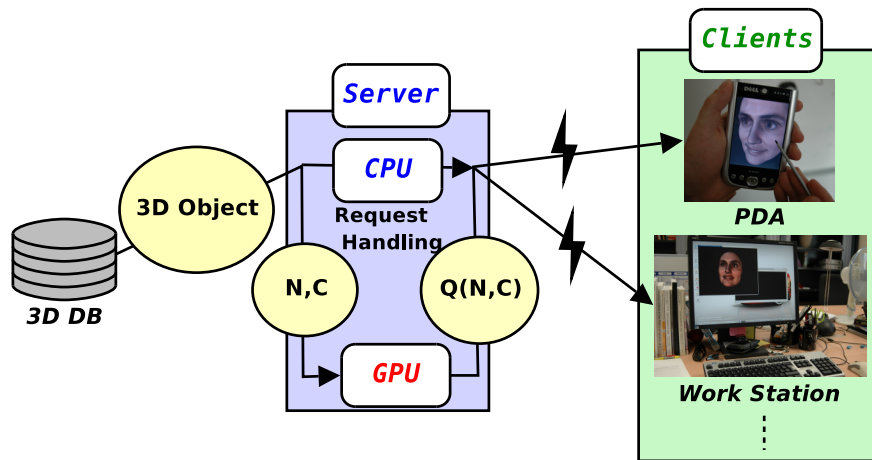 Clients
Server
CPU
3D Object
Request
Handling
PDA
N,C
Q(N,C)
3D DB
GPU
Work Station